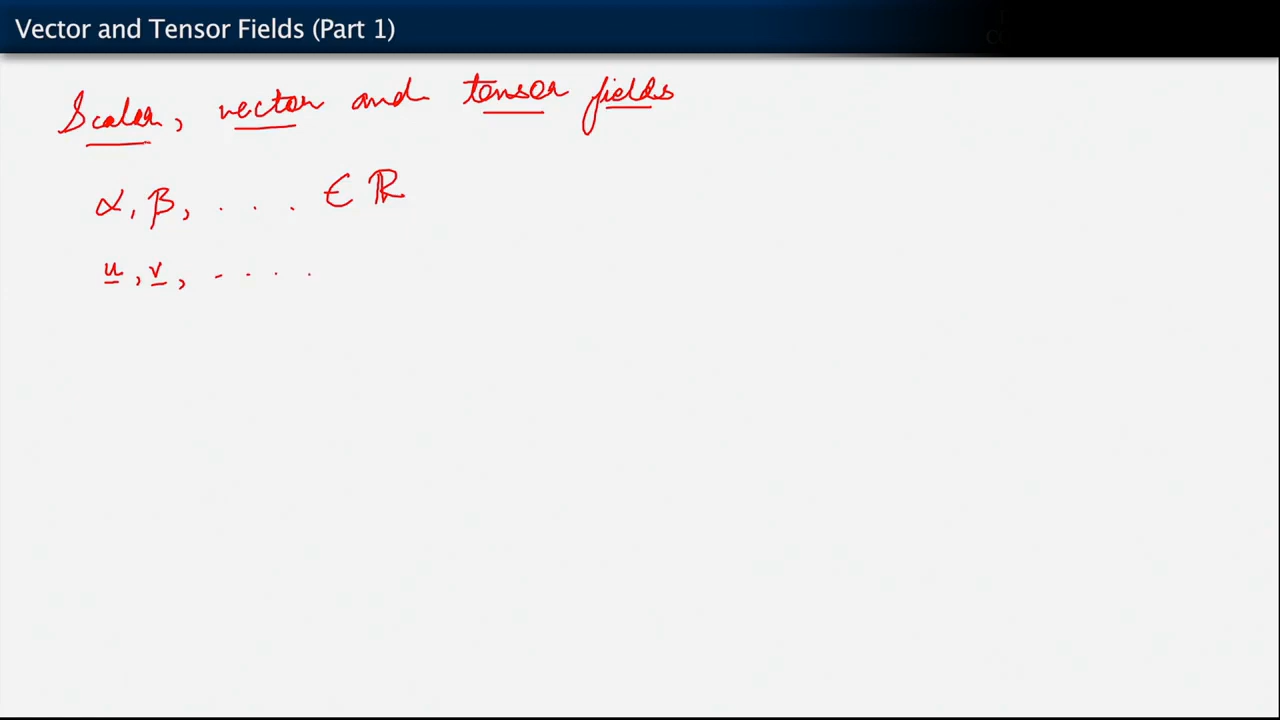 Vector and Tensor Fields (Part 1)
Scalar, vector and tensor fields
α, β, . . . ∈ ℝ
u, v, . . . .